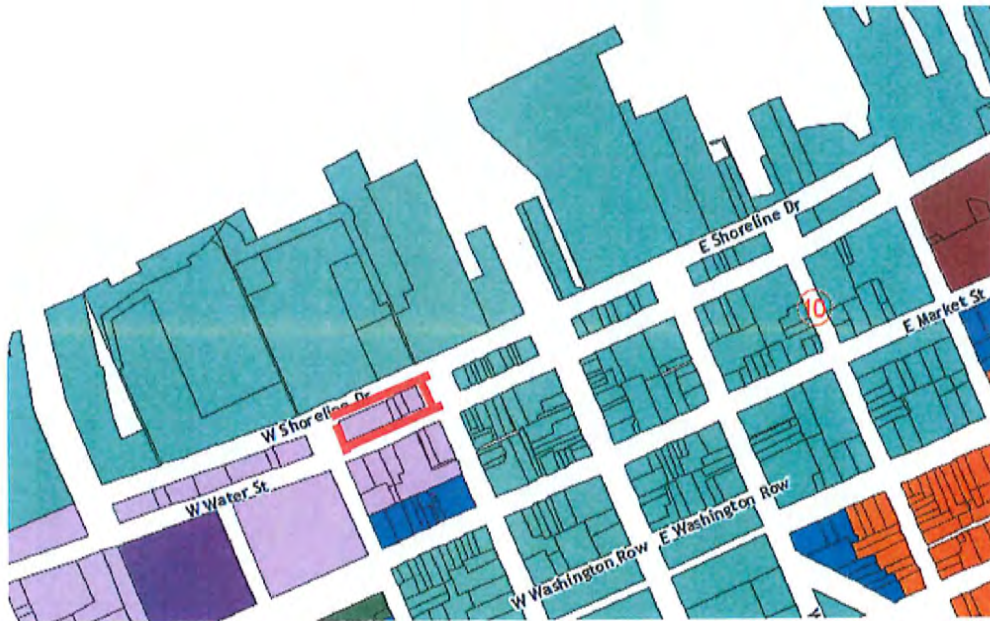 E Shoreline Dr
10
E Market St
W Shoreline Dr
W Water St
E Washington Row
W Washington Row